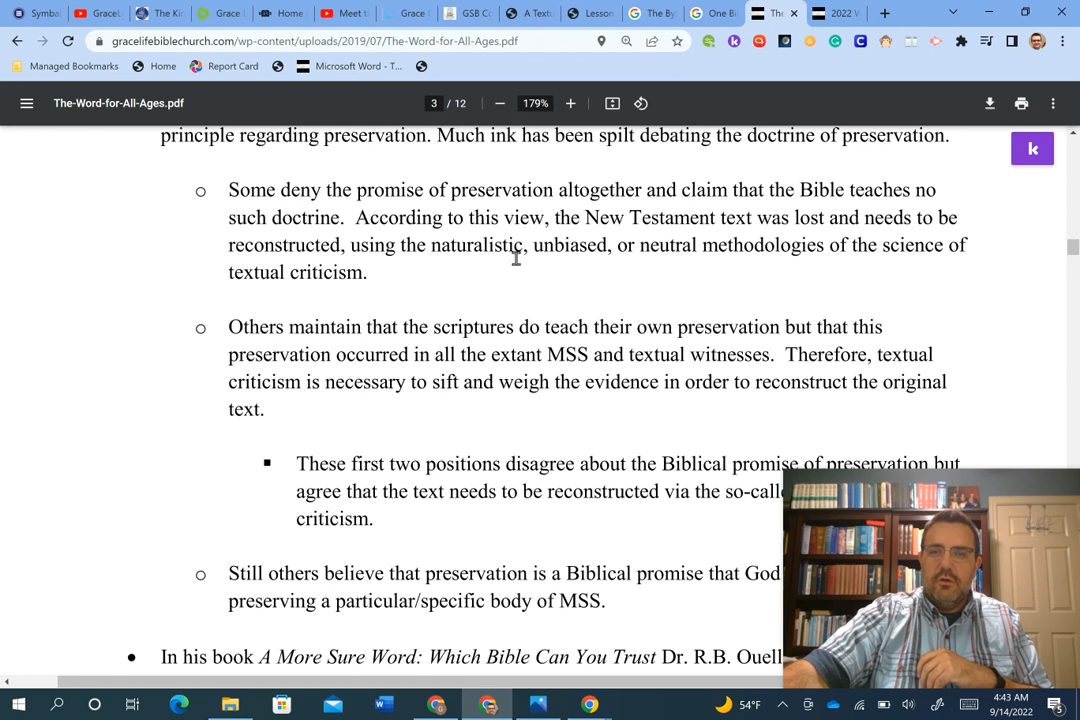 Symbal
GraceL
The Kin
Grace L
Home
Meet th
Grace C
GSB Co
A Textu
Lesson
The By
One Bi
The
2022 W
gracelifebiblechurch.com/wp-content/uploads/2019/07/The-Word-for-All-Ages.pdf
Managed Bookmarks
Home
Report Card
Microsoft Word - T...
The-Word-for-All-Ages.pdf
3 / 12
179%
k
principle regarding preservation. Much ink has been spilt debating the doctrine of preservation.
Some deny the promise of preservation altogether and claim that the Bible teaches no
such doctrine. According to this view, the New Testament text was lost and needs to be
reconstructed, using the naturalistic, unbiased, or neutral methodologies of the science of
textual criticism.
Others maintain that the scriptures do teach their own preservation but that this
preservation occurred in all the extant MSS and textual witnesses. Therefore, textual
criticism is necessary to sift and weigh the evidence in order to reconstruct the original
text.
These first two positions disagree about the Biblical promise of preservation but
agree that the text needs to be reconstructed via the so-calle
criticism.
Still others believe that preservation is a Biblical promise that God
preserving a particular/specific body of MSS.
In his book A More Sure Word: Which Bible Can You Trust Dr. R.B. Ouell
54°F
4:43 AM
9/14/2022
5